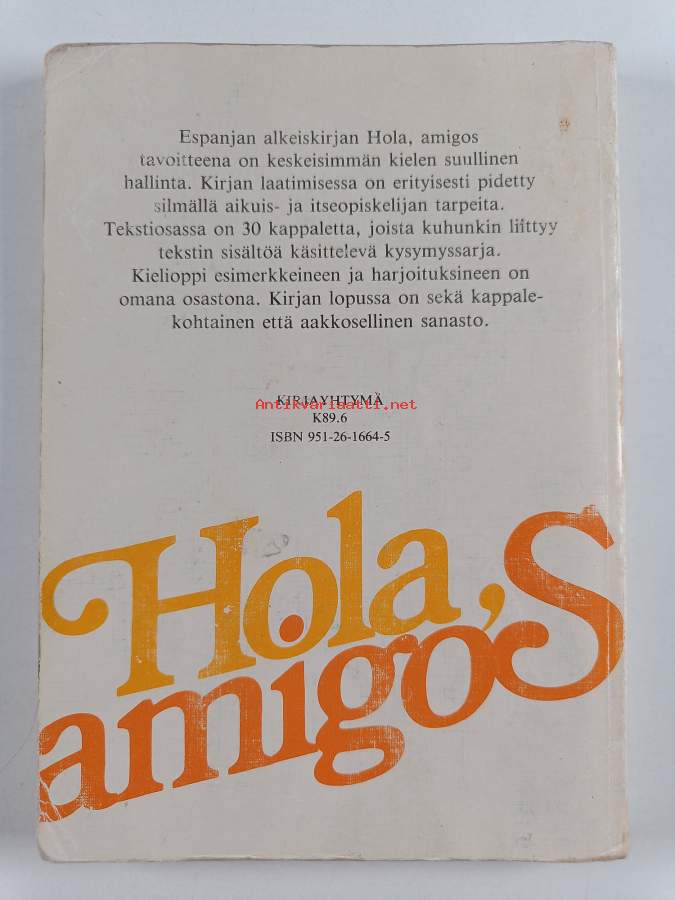 Espanjan alkeiskirjan Hola, amigos
tavoitteena on keskeisimmän kielen suullinen
hallinta. Kirjan laatimisessa on erityisesti pidetty
silmällä aikuis- ja itseopiskelijan tarpeita.
Tekstiosassa on 30 kappaletta, joista kuhunkin liittyy
tekstin sisältöä käsittelevä kysymyssarja.
Kielioppi esimerkkeineen ja harjoituksineen on
omana osastona. Kirjan lopussa on sekä kappale-
kohtainen että aakkosellinen sanasto.
KIRJAYHTYMÄ
Antikvariaatti.net
K89.6
ISBN 951-26-1664-5
Hola,
amigos